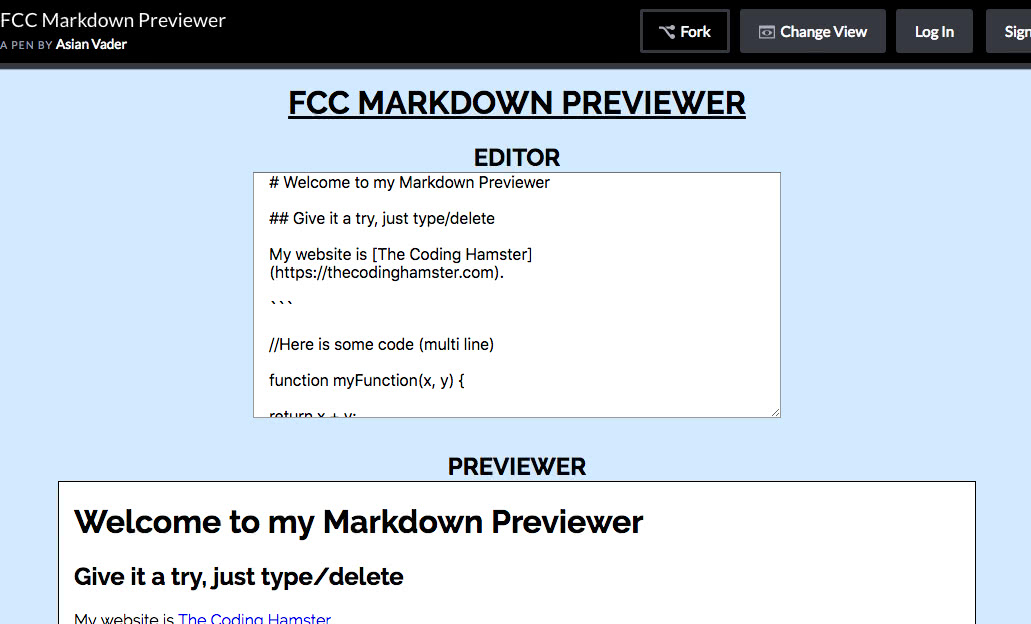 FCC Markdown Previewer
A PEN BY Asian Vader
Fork
Change View
Log In
Sign
FCC MARKDOWN PREVIEWER
EDITOR
# Welcome to my Markdown Previewer
## Give it a try, just type/delete
My website is [The Coding Hamster]
(https://thecodinghamster.com).
```
//Here is some code (multi line)
function myFunction(x, y) {
return x + y;
PREVIEWER
Welcome to my Markdown Previewer
Give it a try, just type/delete
My website is The Coding Hamster